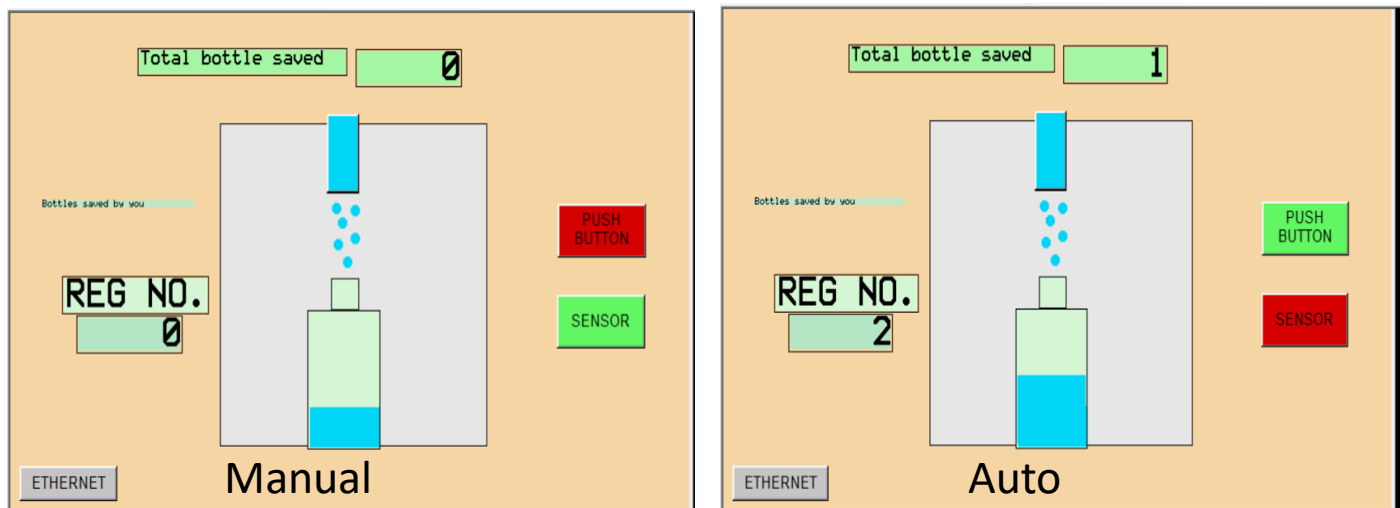 Total bottle saved 0
Bottles saved by you
PUSH
BUTTON
REG NO.
0
SENSOR
ETHERNET
Manual
Total bottle saved 1
Bottles saved by you
PUSH
BUTTON
REG NO.
2
SENSOR
ETHERNET
Auto